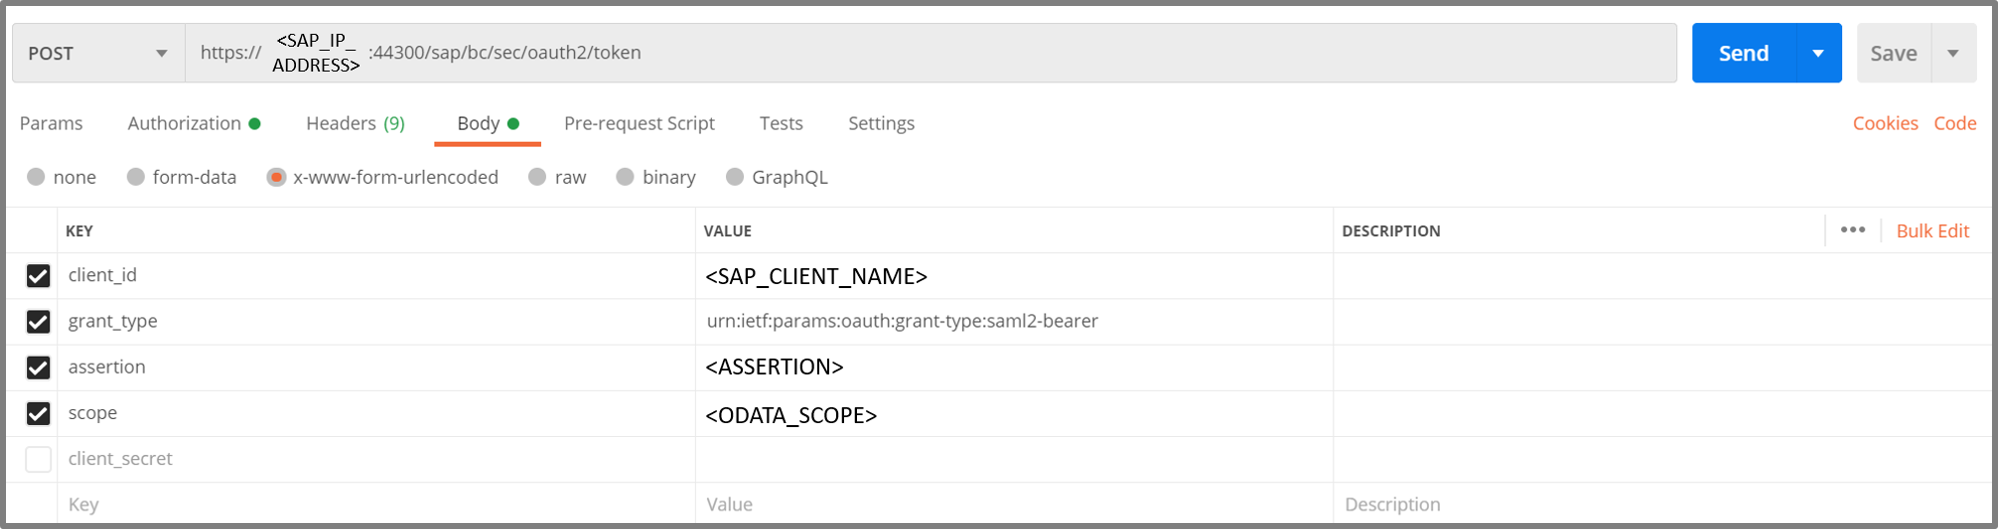 POST https:// <SAP_IP_ADDRESS> :44300/sap/bc/sec/oauth2/token Send Save
Params Authorization Headers (9) Body Pre-request Script Tests Settings Cookies Code
none form-data x-www-form-urlencoded raw binary GraphQL
KEY VALUE DESCRIPTION ••• Bulk Edit
client_id <SAP_CLIENT_NAME>
grant_type urn:ietf:params:oauth:grant-type:saml2-bearer
assertion <ASSERTION>
scope <ODATA_SCOPE>
client_secret
Key Value Description